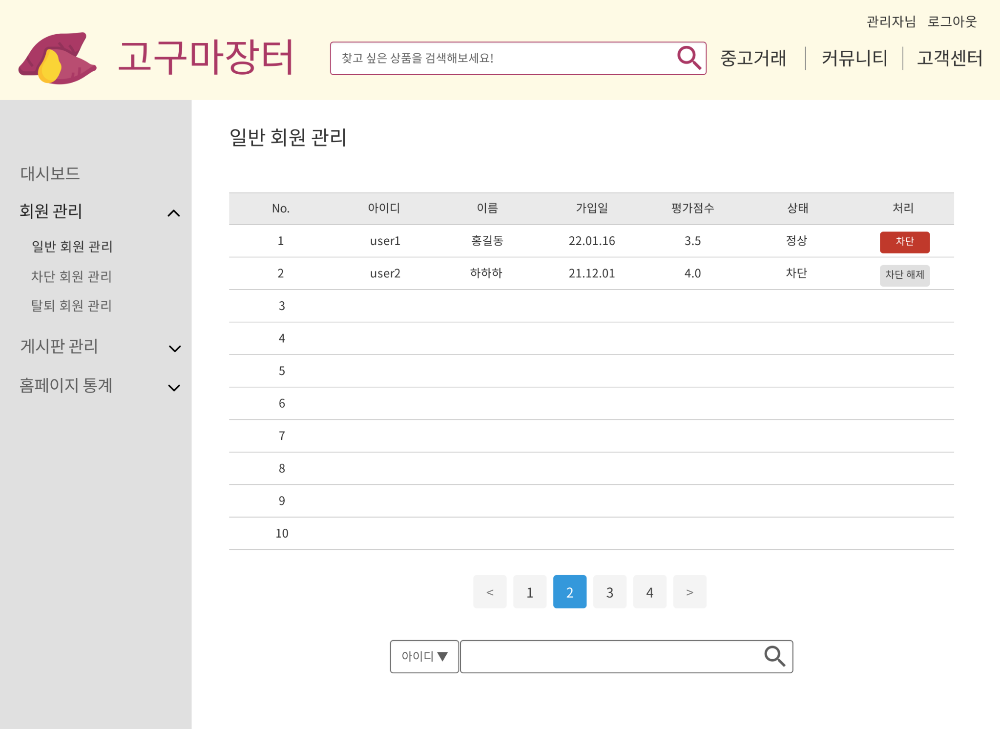 관리자님 로그아웃
고구마장터
찾고 싶은 상품을 검색해보세요!
중고거래 커뮤니티 고객센터
대시보드
회원 관리
일반 회원 관리
차단 회원 관리
탈퇴 회원 관리
게시판 관리
홈페이지 통계
일반 회원 관리
No. 아이디 이름 가입일 평가점수 상태 처리
1 user1 홍길동 22.01.16 3.5 정상 차단
2 user2 하하하 21.12.01 4.0 차단 차단 해제
3
4
5
6
7
8
9
10
< 1 2 3 4 >
아이디 ▼